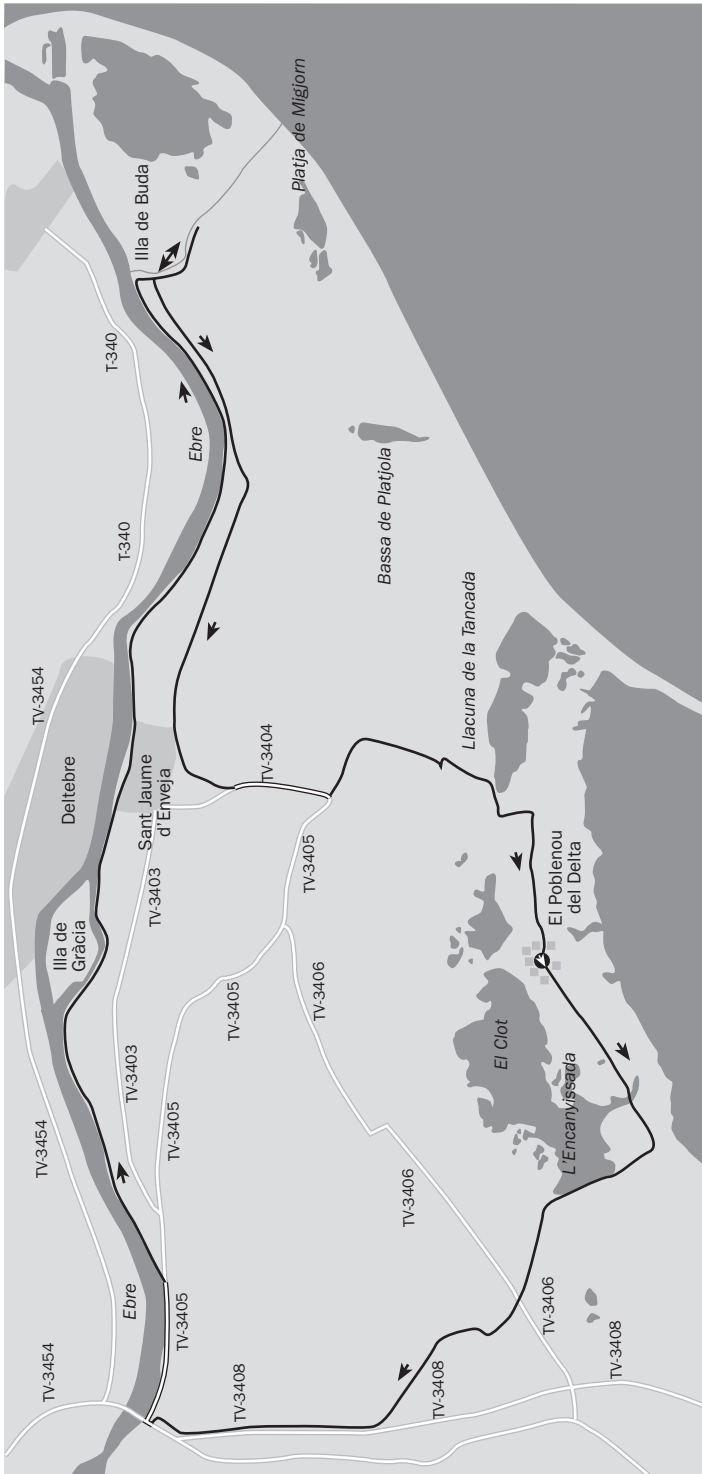 Platja de Migjorn
Illa de Buda
T-340
Ebre
T-340
Bassa de Platjola
TV-3454
Llacuna de la Tancada
Deltebre
Sant Jaume
d'Enveja
TV-3404
TV-3403
TV-3405
El Poblenou
del Delta
Illa de
Gràcia
TV-3405
TV-3406
El Clot
TV-3403
TV-3405
L'Encanyissada
TV-3454
TV-3406
Ebre
TV-3405
TV-3406
TV-3454
TV-3408
TV-3408
TV-3408